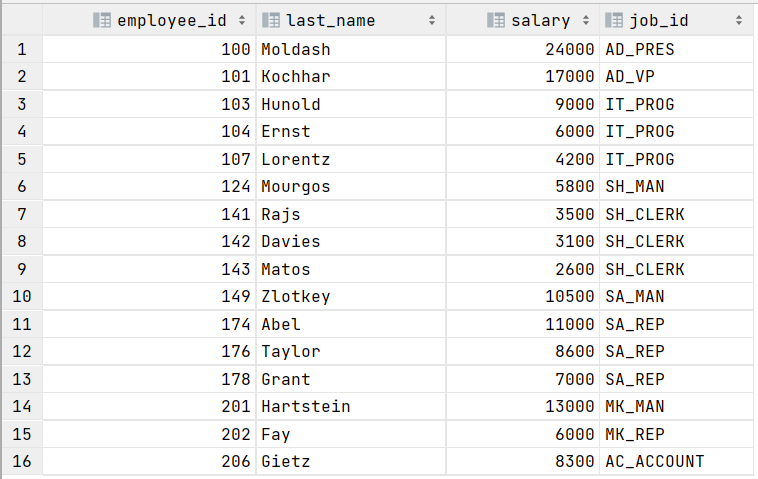 employee_id last_name salary job_id
1 100 Moldash 24000 AD_PRES
2 101 Kochhar 17000 AD_VP
3 103 Hunold 9000 IT_PROG
4 104 Ernst 6000 IT_PROG
5 107 Lorentz 4200 IT_PROG
6 124 Mourgos 5800 SH_MAN
7 141 Rajs 3500 SH_CLERK
8 142 Davies 3100 SH_CLERK
9 143 Matos 2600 SH_CLERK
10 149 Zlotkey 10500 SA_MAN
11 174 Abel 11000 SA_REP
12 176 Taylor 8600 SA_REP
13 178 Grant 7000 SA_REP
14 201 Hartstein 13000 MK_MAN
15 202 Fay 6000 MK_REP
16 206 Gietz 8300 AC_ACCOUNT